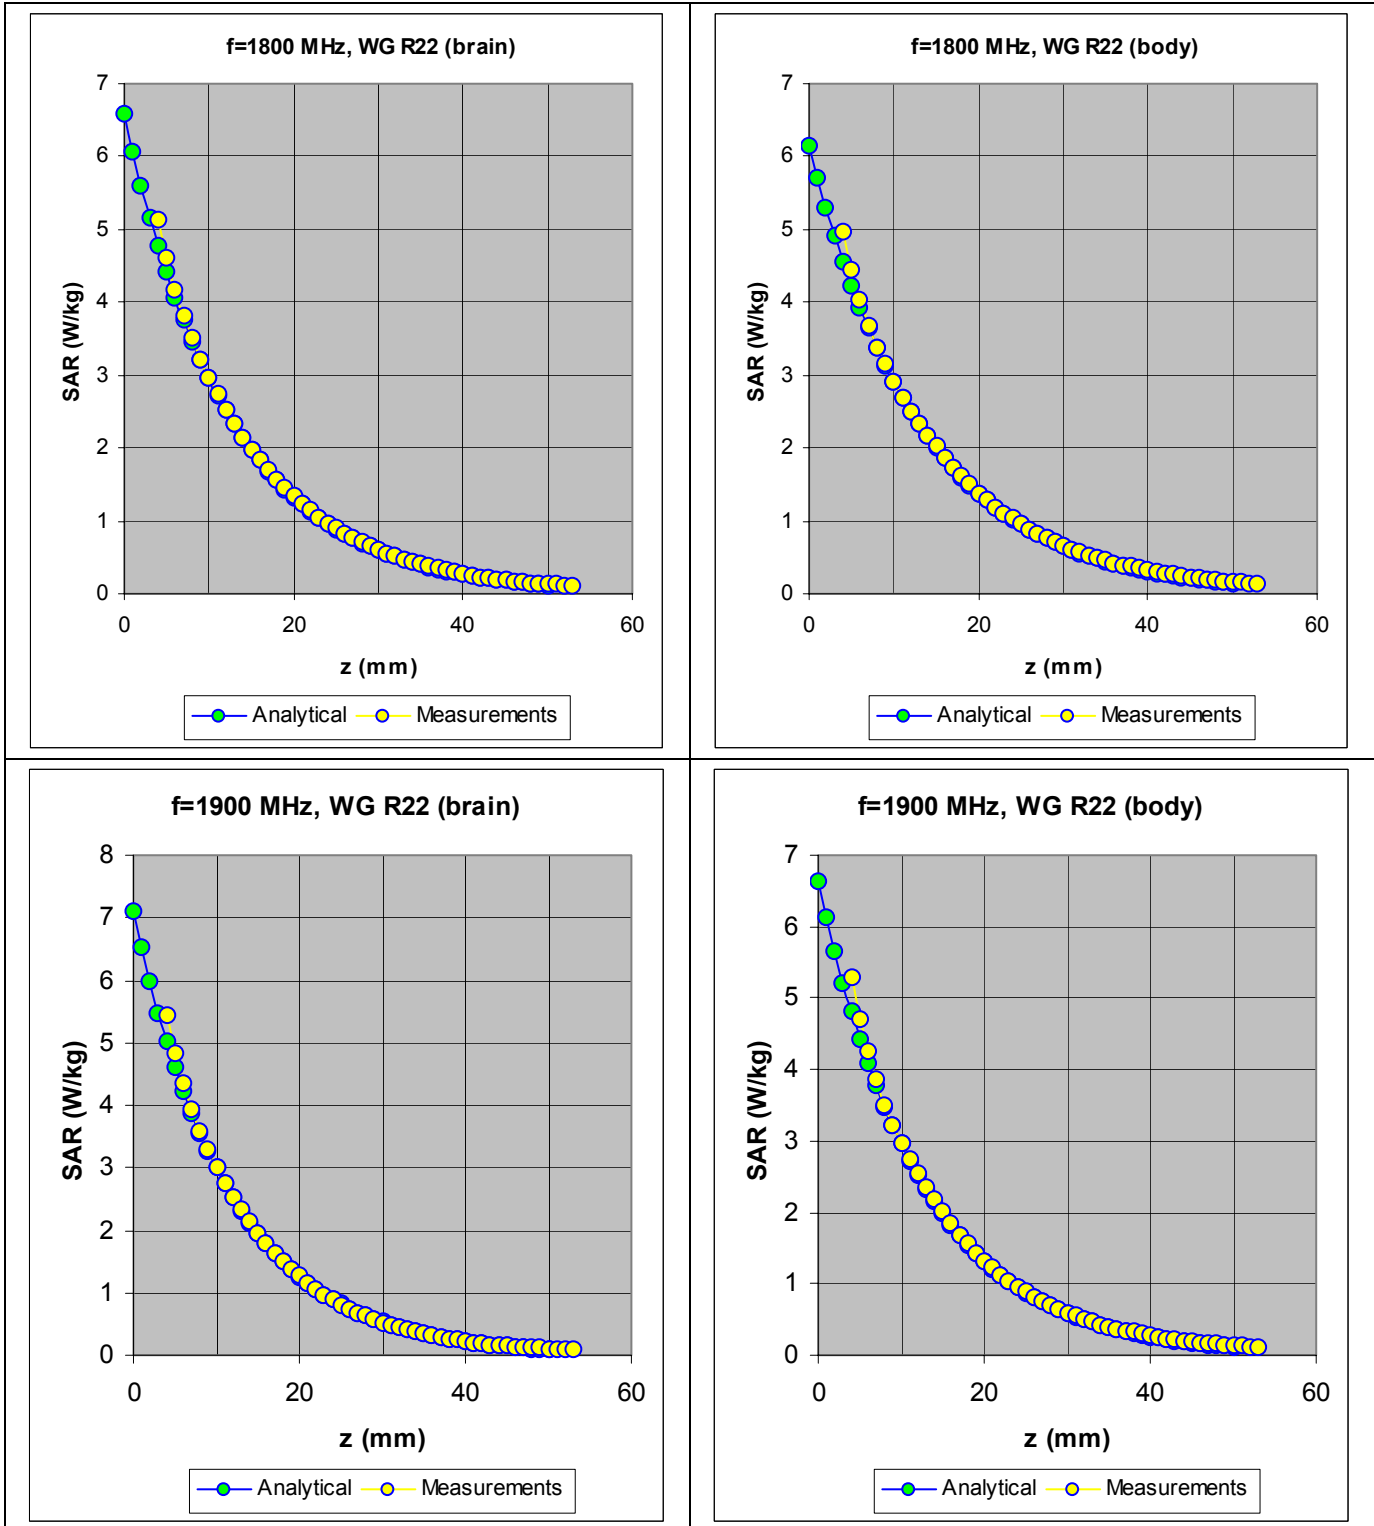 f=1800 MHz, WG R22 (brain)
7
6
5
4
3
2
1
0
SAR (W/kg)
0 20 40 60
z (mm)
Analytical Measurements
f=1800 MHz, WG R22 (body)
7
6
5
4
3
2
1
0
SAR (W/kg)
0 20 40 60
z (mm)
Analytical Measurements
f=1900 MHz, WG R22 (brain)
8
7
6
5
4
3
2
1
0
SAR (W/kg)
0 20 40 60
z (mm)
Analytical Measurements
f=1900 MHz, WG R22 (body)
7
6
5
4
3
2
1
0
SAR (W/kg)
0 20 40 60
z (mm)
Analytical Measurements